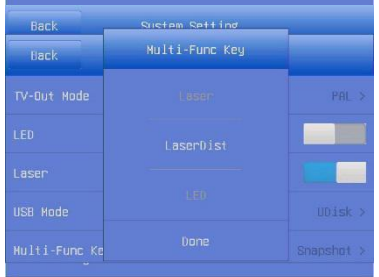 Back System Setting
Back Multi-Func Key
TV-Out Mode Laser PAL >
LED LaserDist
Laser
LED
USB Mode UDisk >
Multi-Func Ke Done Snapshot >